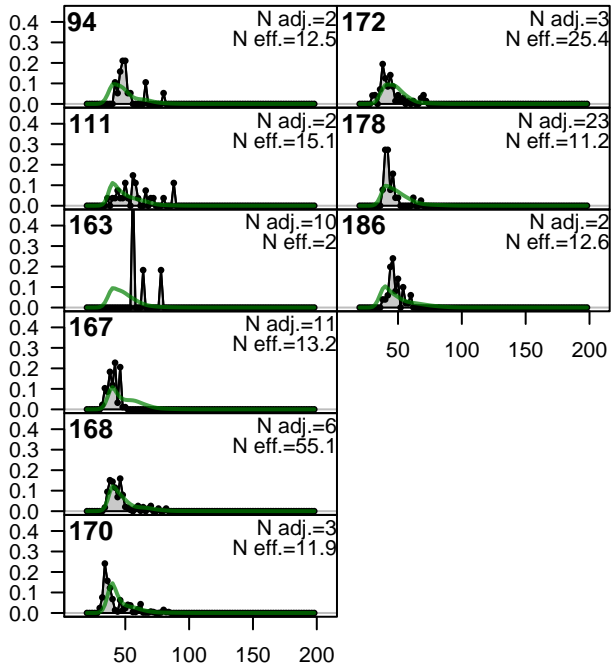 94
N adj.=2
N eff.=12.5
111
N adj.=2
N eff.=15.1
163
N adj.=10
N eff.=2
167
N adj.=11
N eff.=13.2
168
N adj.=6
N eff.=55.1
170
N adj.=3
N eff.=11.9
172
N adj.=3
N eff.=25.4
178
N adj.=23
N eff.=11.2
186
N adj.=2
N eff.=12.6
0.4
0.3
0.2
0.1
0.0
0.4
0.3
0.2
0.1
0.0
0.4
0.3
0.2
0.1
0.0
0.4
0.3
0.2
0.1
0.0
0.4
0.3
0.2
0.1
0.0
0.4
0.3
0.2
0.1
0.0
50 100 150 200
50 100 150 200